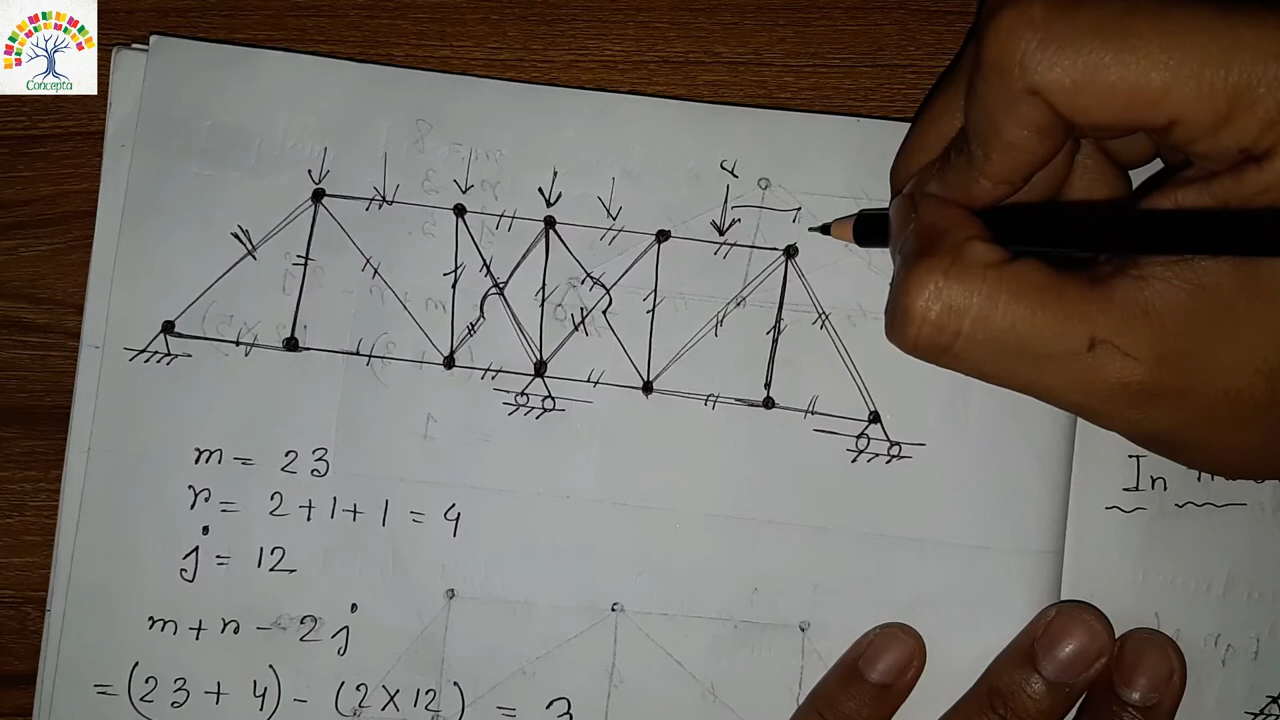 Concepta
m = 23
r = 2+1+1 = 4
j = 12
m+r-2j
= (23 + 4) - (2×12) = 3
In